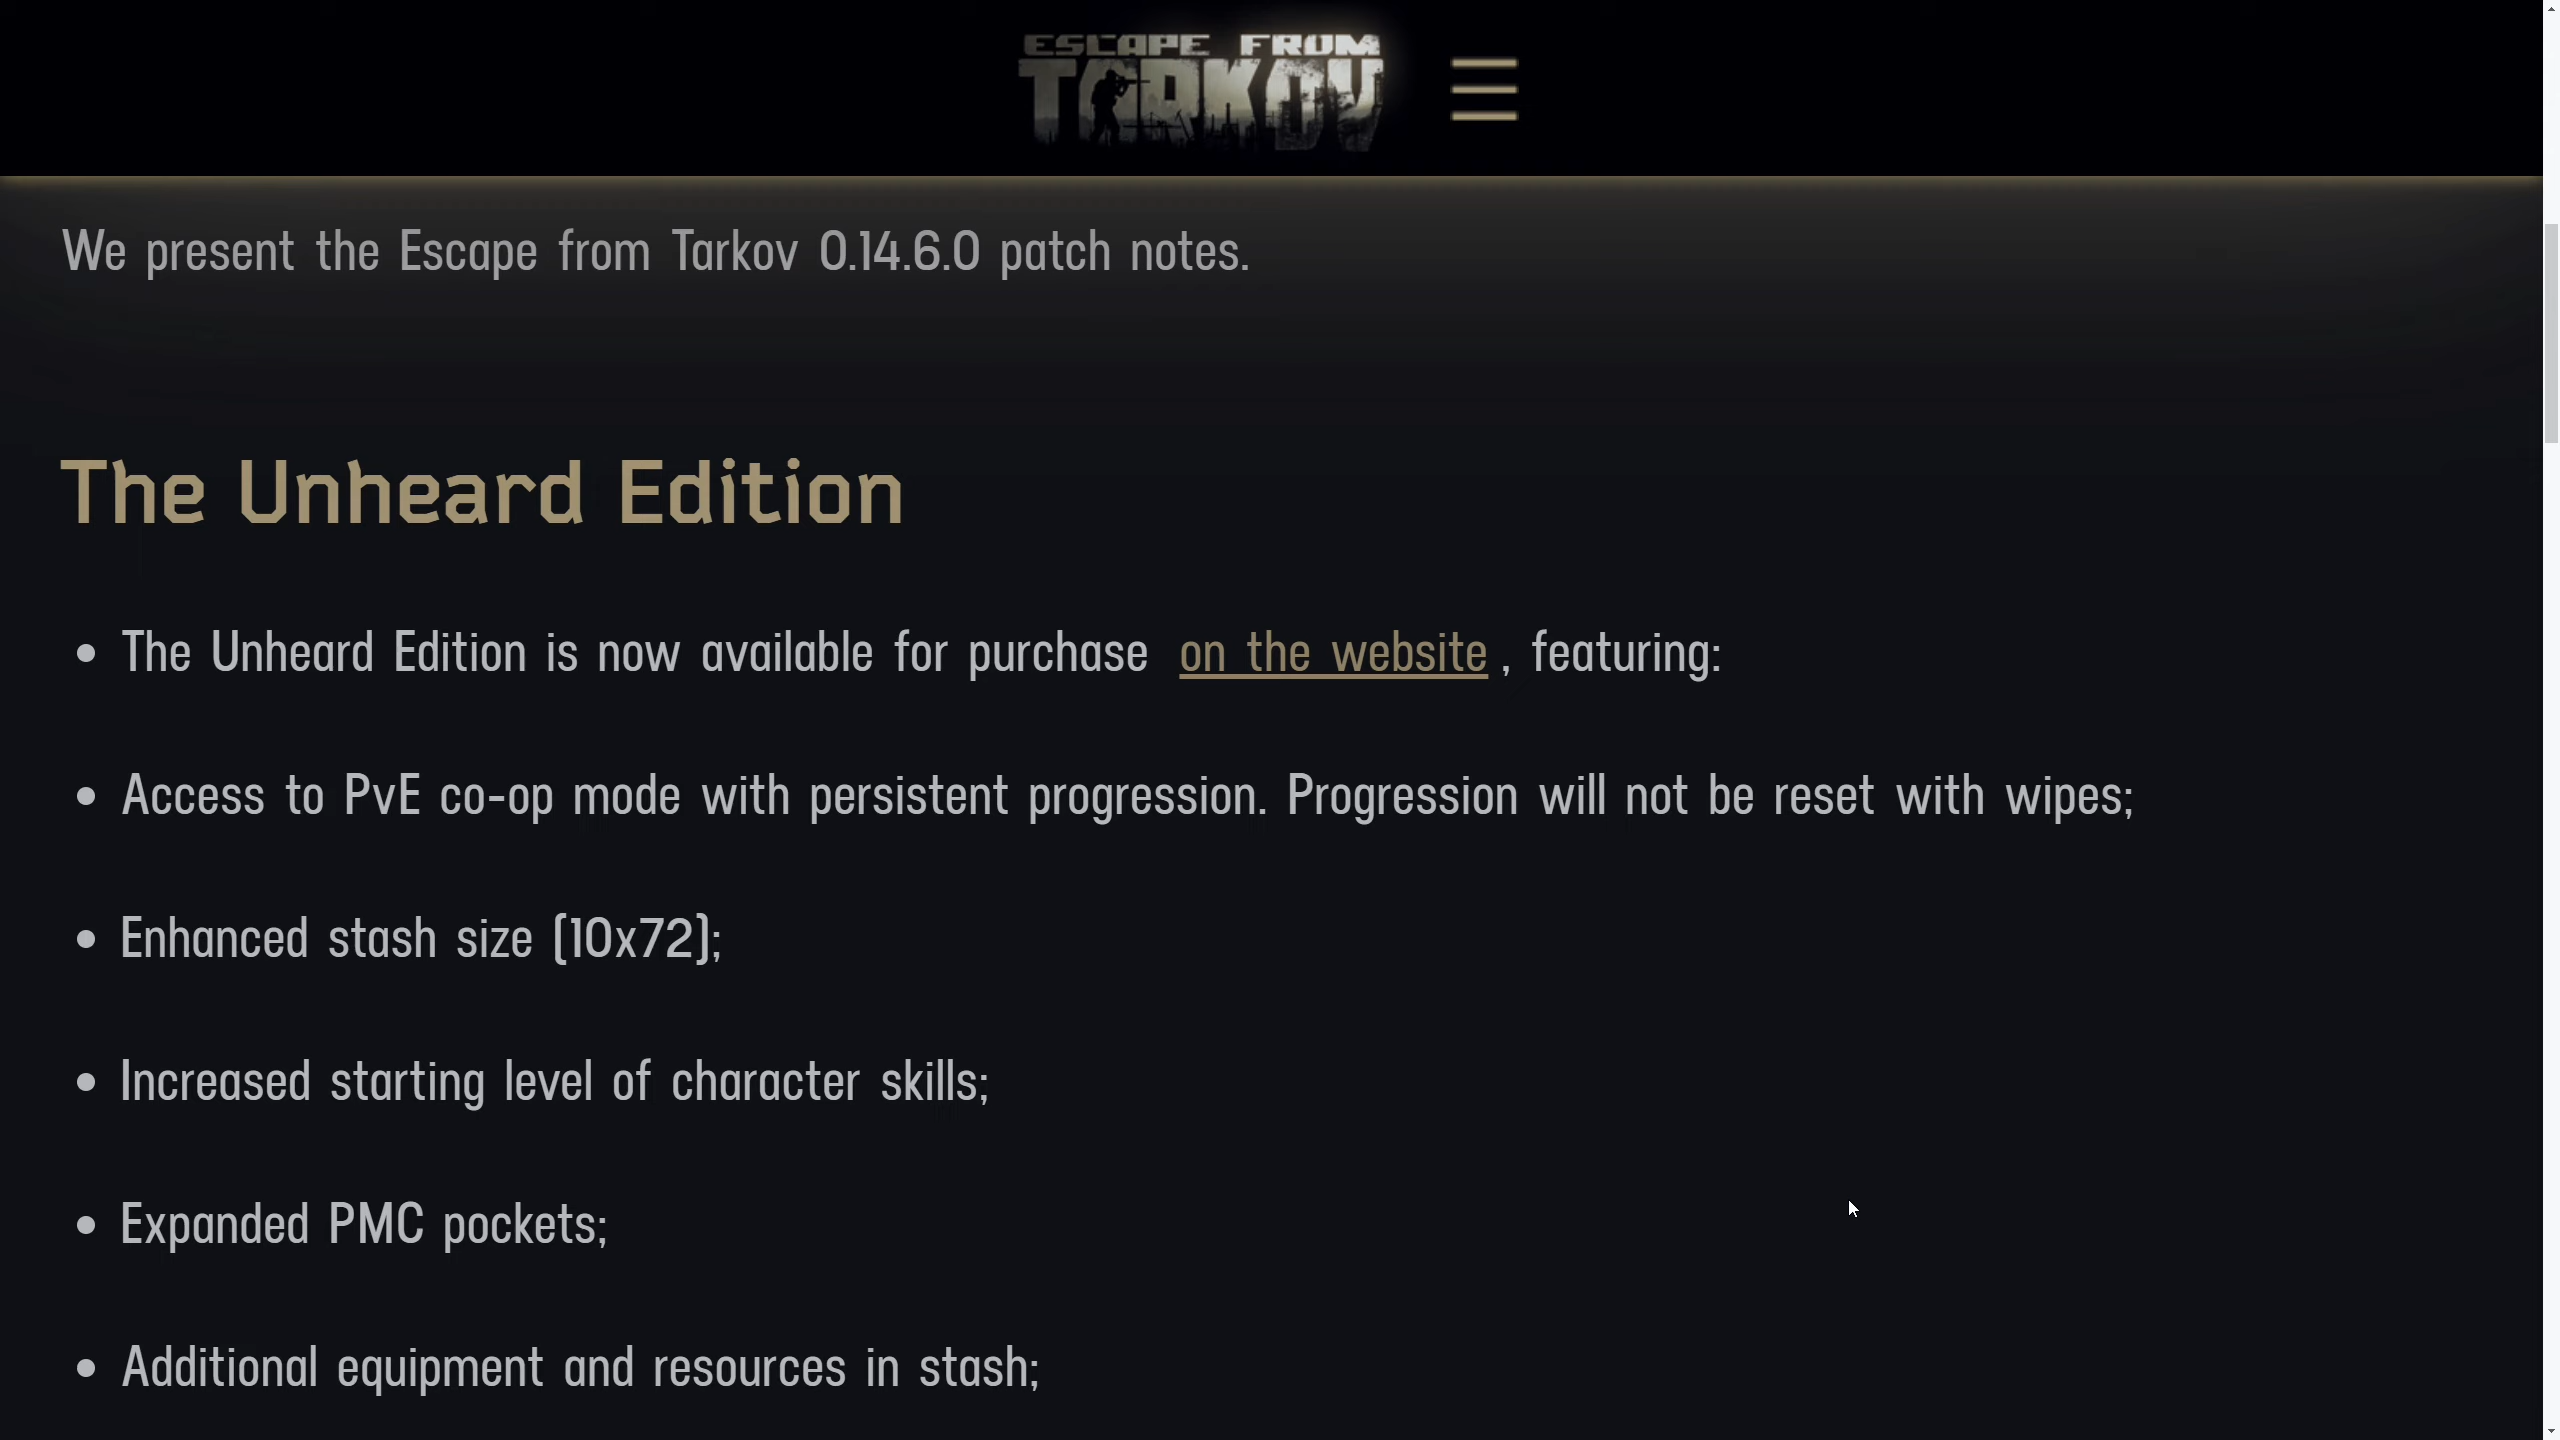 ESCAPE FROM
TARKOV
We present the Escape from Tarkov 0.14.6.0 patch notes.
The Unheard Edition
• The Unheard Edition is now available for purchase on the website , featuring:
• Access to PvE co-op mode with persistent progression. Progression will not be reset with wipes;
• Enhanced stash size (10x72);
• Increased starting level of character skills;
• Expanded PMC pockets;
• Additional equipment and resources in stash;